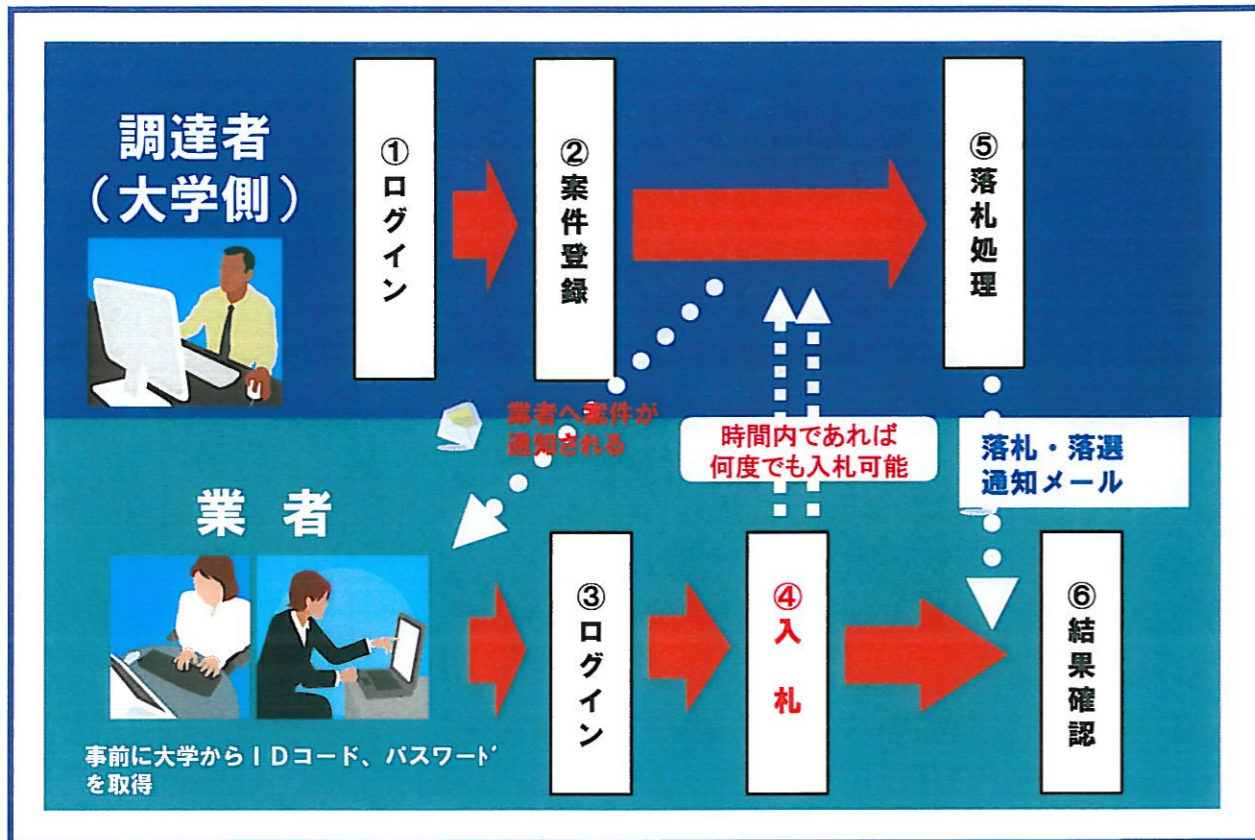 調達者
（大学側）
①ログイン
②案件登録
⑤落札処理
業者へ案件が
通知される
時間内であれば
何度でも入札可能
落札・落選
通知メール
業 者
③ログイン
④入 札
⑥結果確認
事前に大学からＩＤコード、パスワード
を取得